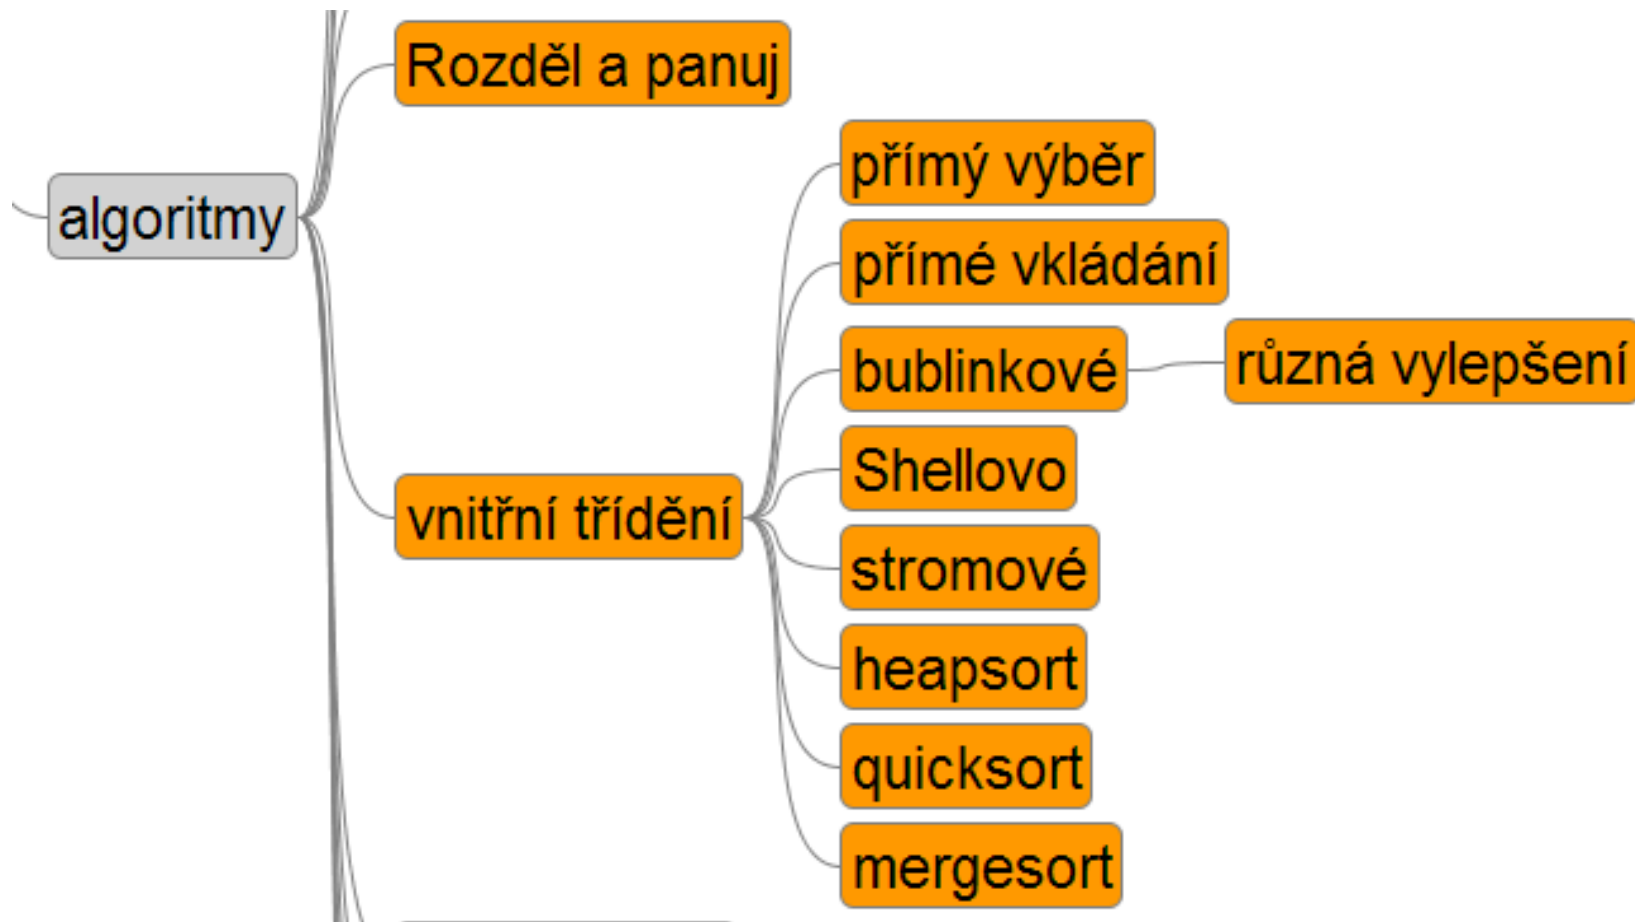 Rozděl a panuj
přímý výběr
algoritmy
přímé vkládání
bublinkové
různá vylepšení
Shellovo
vnitřní třídění
stromové
heapsort
quicksort
mergesort